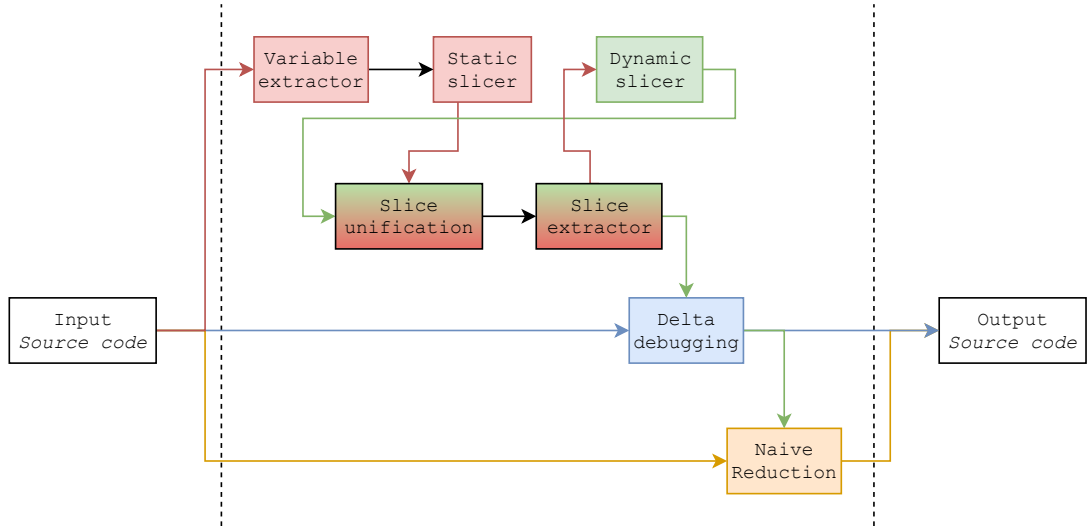 Variable
extractor
Static
slicer
Dynamic
slicer
Slice
unification
Slice
extractor
Input
Source code
Delta
debugging
Output
Source code
Naive
Reduction